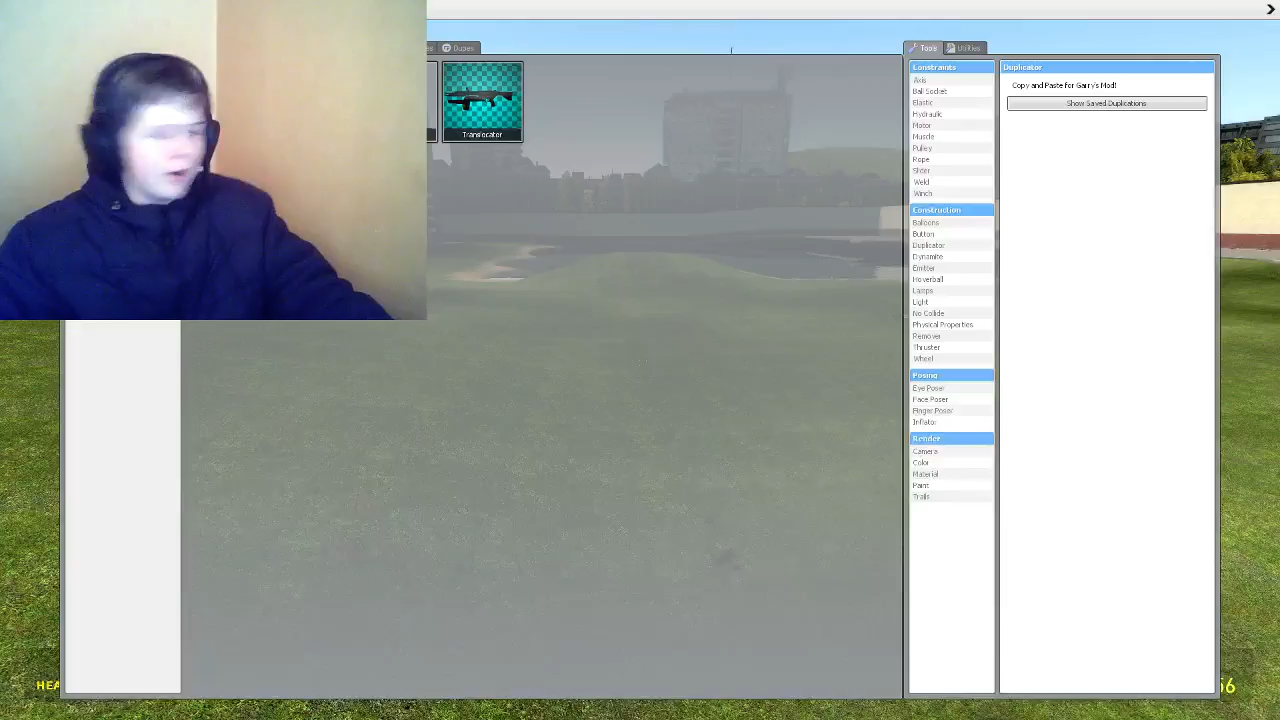 Dupes
Tools
Utilities
Translocator
Constraints
Axis
Ball Socket
Elastic
Hydraulic
Motor
Muscle
Pulley
Rope
Slider
Weld
Winch
Construction
Balloons
Button
Duplicator
Dynamite
Emitter
Hoverball
Lamps
Light
No Collide
Physical Properties
Remover
Thruster
Wheel
Posing
Eye Poser
Face Poser
Finger Poser
Inflator
Render
Camera
Color
Material
Paint
Trails
Duplicator
Copy and Paste for Garry's Mod!
Show Saved Duplications